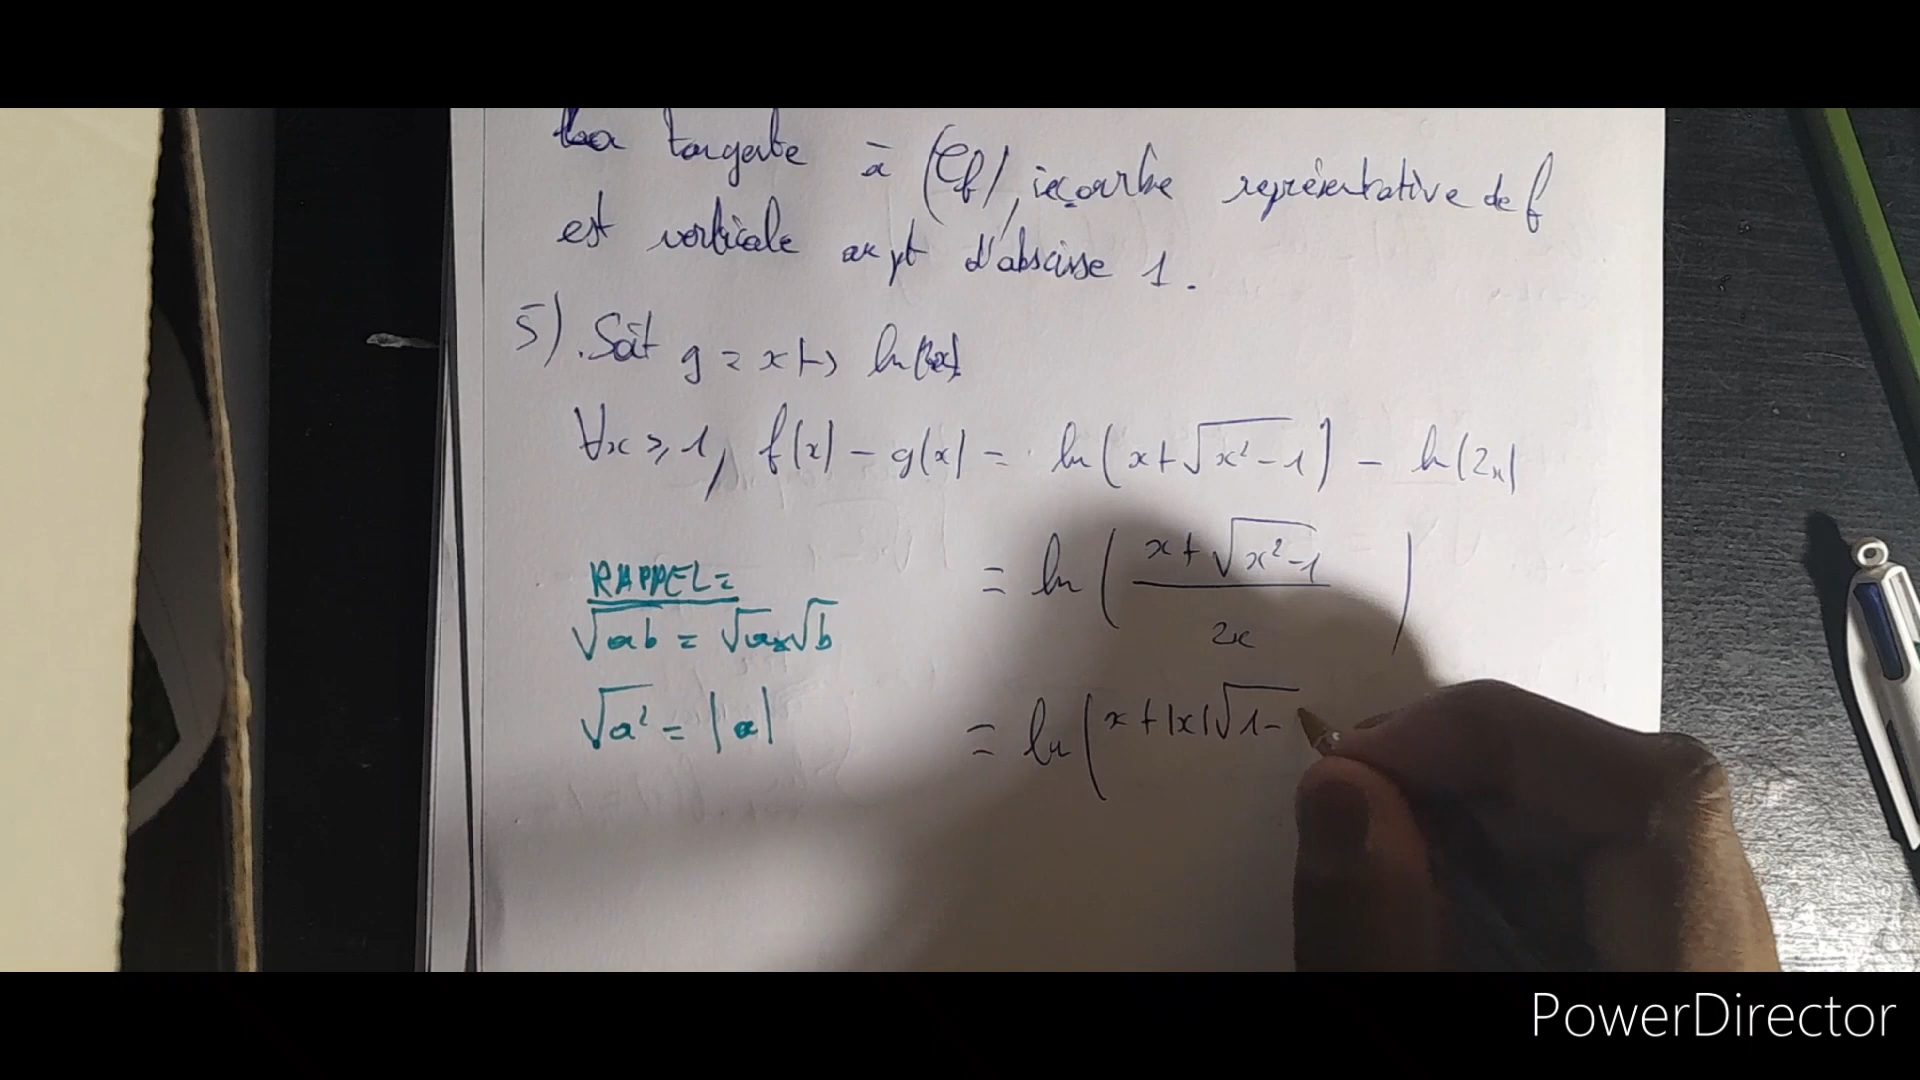 La tangente à (Cf), la courbe représentative de f
est verticale au pt d'abscisse 1.
5). Soit g = x ↦ ln(2x)
∀x ≥ 1, f(x) - g(x) = ln(x + √(x² - 1)) - ln(2x)
= ln((x + √(x² - 1)) / 2x)
RAPPEL =
√ab = √a × √b
√a² = |a|
= ln(x + |x|√1 -
PowerDirector